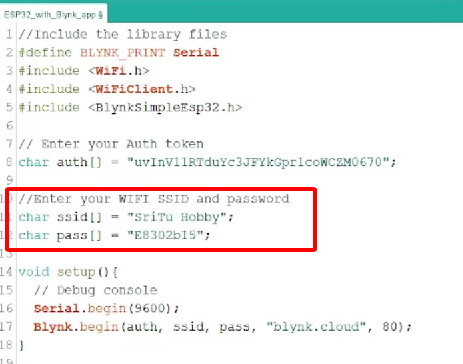 ESP32_with_Blynk_app §
1 //Include the library files
2 #define BLYNK_PRINT Serial
3 #include <WiFi.h>
4 #include <WiFiClient.h>
5 #include <BlynkSimpleEsp32.h>
6
7 // Enter your Auth token
8 char auth[] = "uvInV1lRTduYc3JFYkGpr1coWCZM0670";
9
10 //Enter your WIFI SSID and password
11 char ssid[] = "SriTu Hobby";
12 char pass[] = "E8302bI5";
13
14 void setup(){
15 // Debug console
16 Serial.begin(9600);
17 Blynk.begin(auth, ssid, pass, "blynk.cloud", 80);
18 }
19